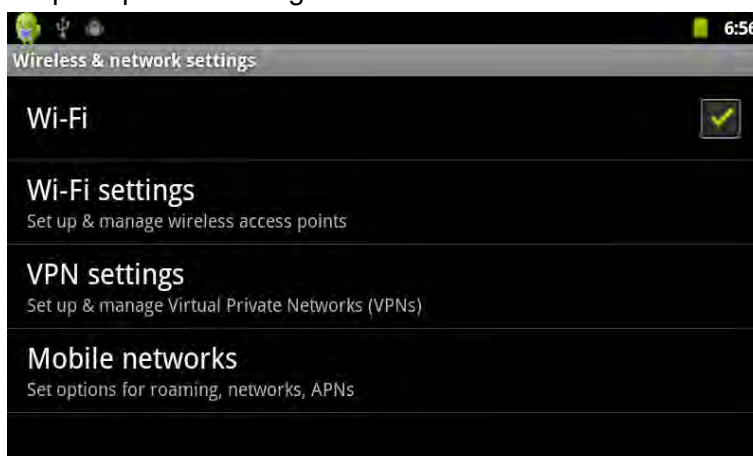 6:56
Wireless & network settings
Wi-Fi
Wi-Fi settings
Set up & manage wireless access points
VPN settings
Set up & manage Virtual Private Networks (VPNs)
Mobile networks
Set options for roaming, networks, APNs